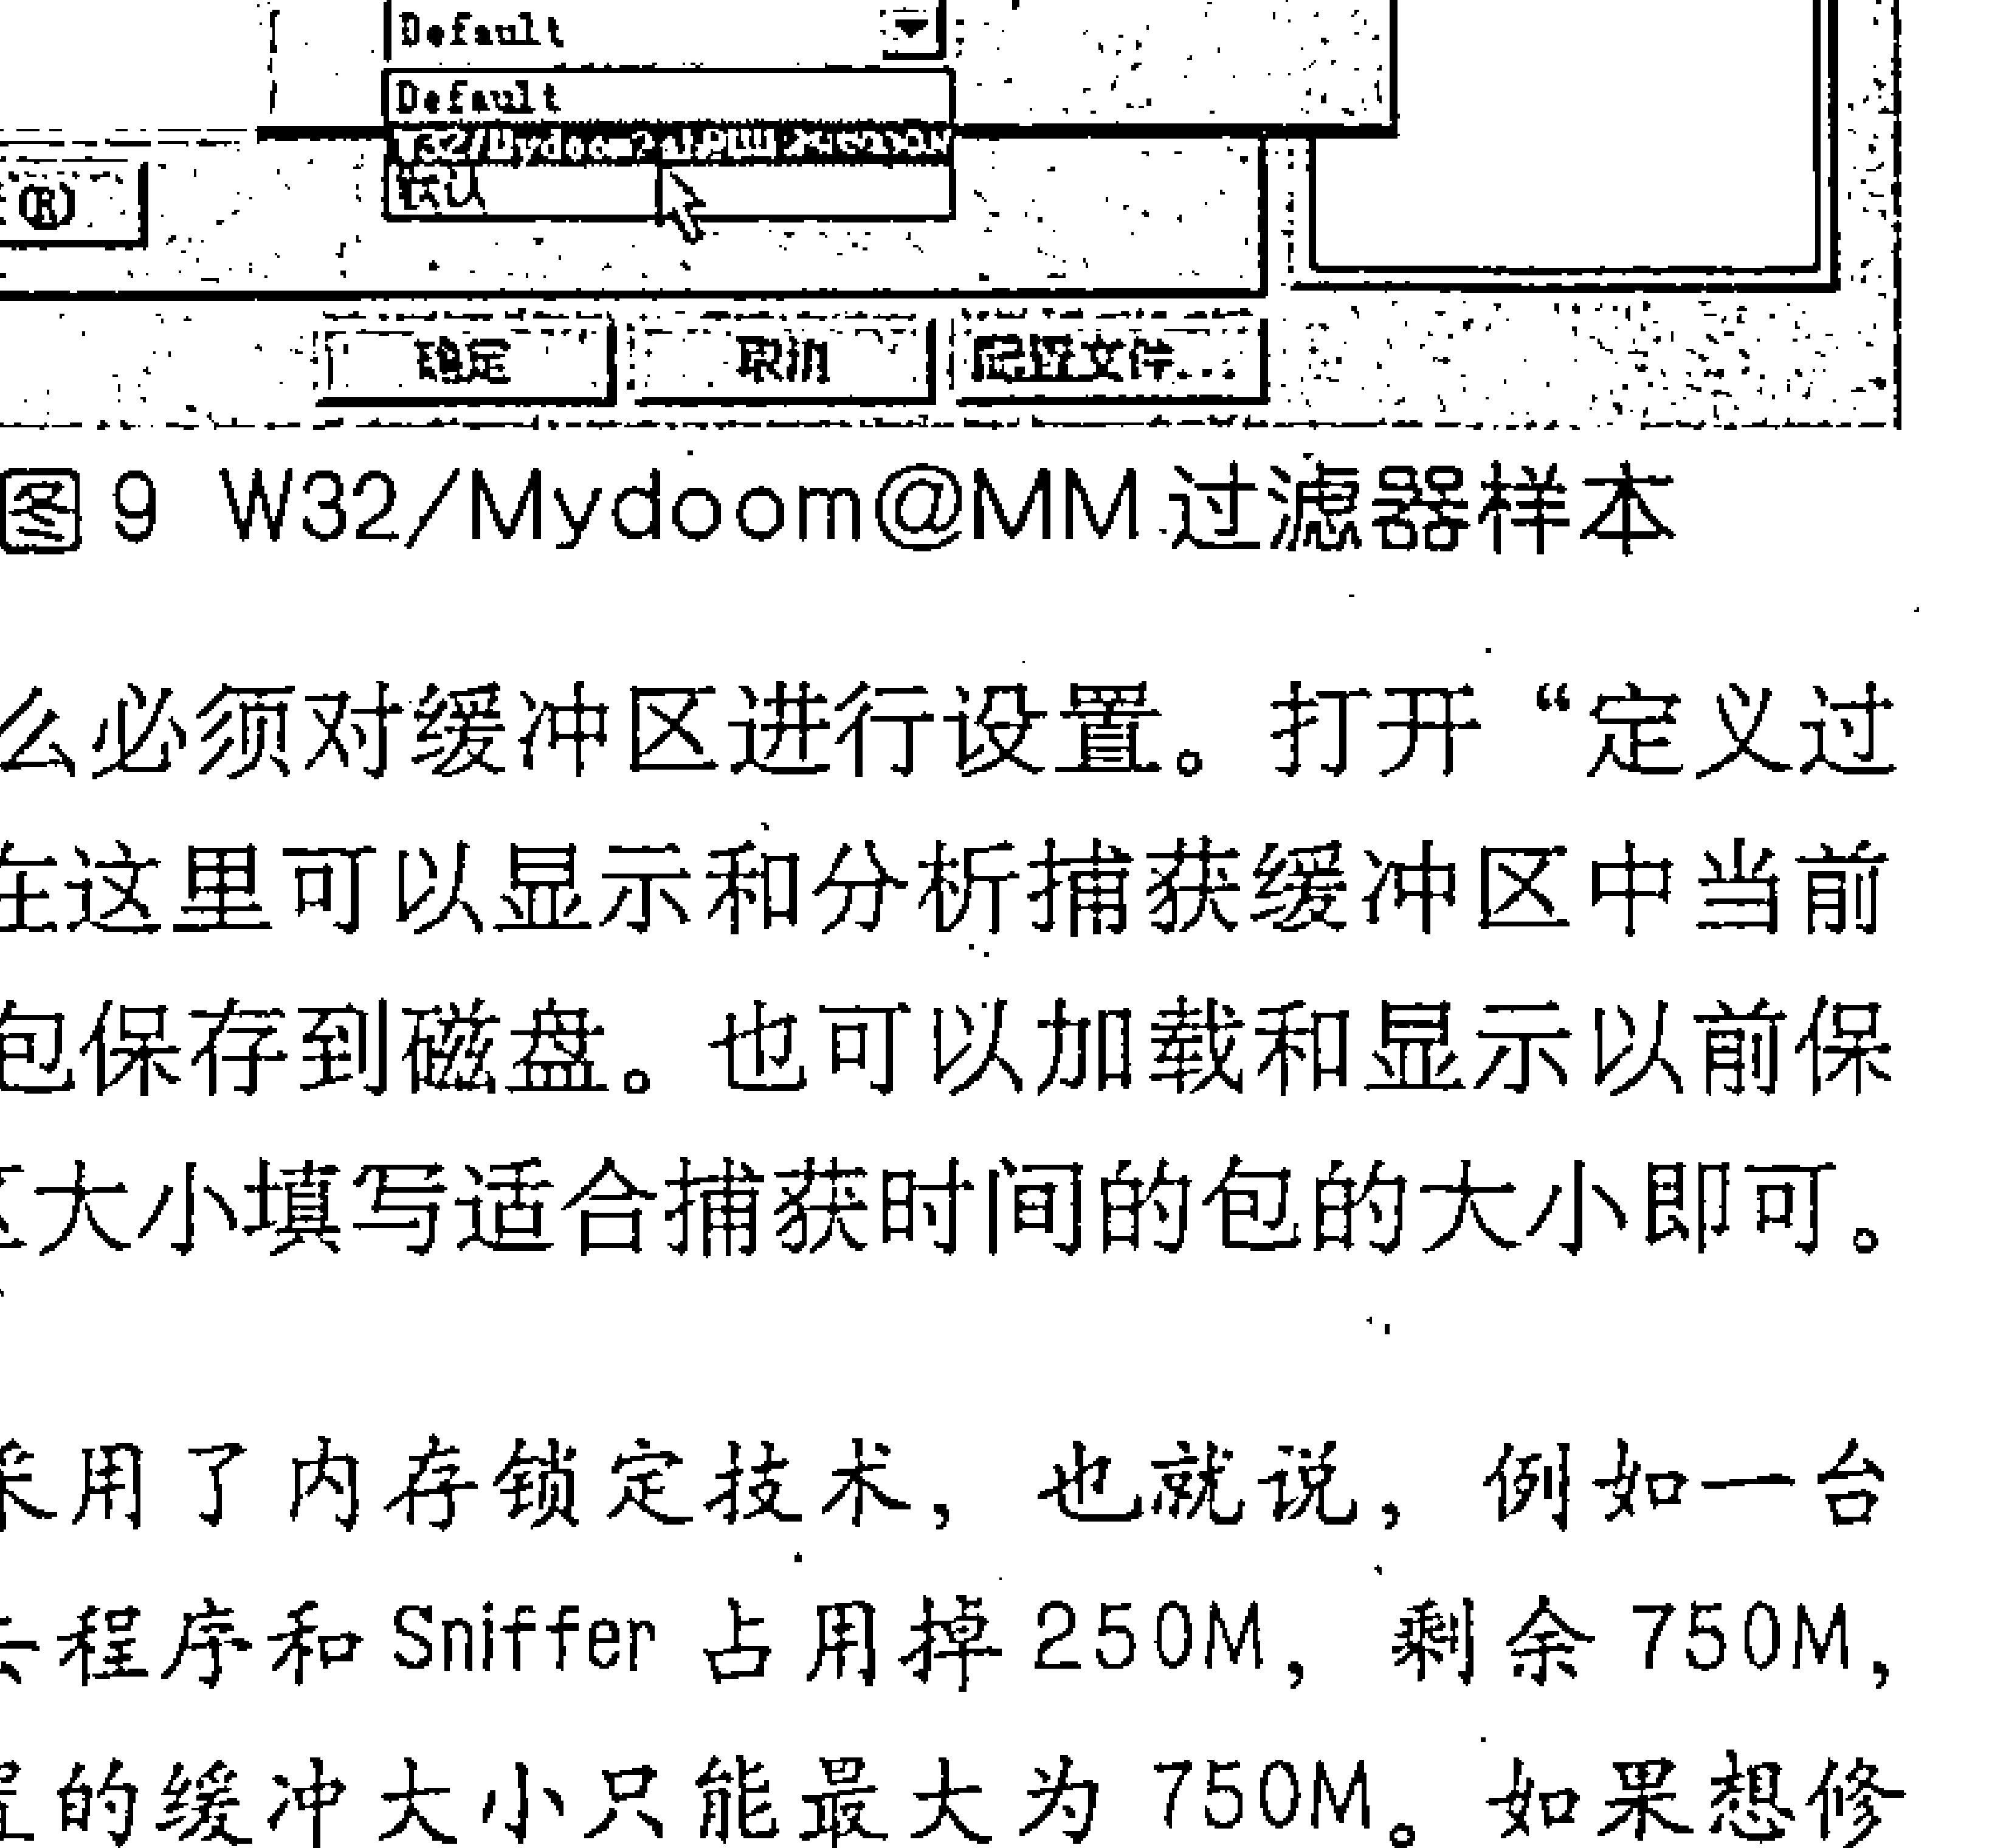 Default
Default
W32/Mydoom
默认
(R)
确定 取消 配置文件...
图 9 W32/Mydoom@MM 过滤器样本
么必须对缓冲区进行设置。打开“定义过
在这里可以显示和分析捕获缓冲区中当前
包保存到磁盘。也可以加载和显示以前保
区大小填写适合捕获时间的包的大小即可。
采用了内存锁定技术，也就说，例如一台
程序和 Sniffer 占用掉 250M，剩余 750M，
置的缓冲大小只能最大为 750M。如果想修